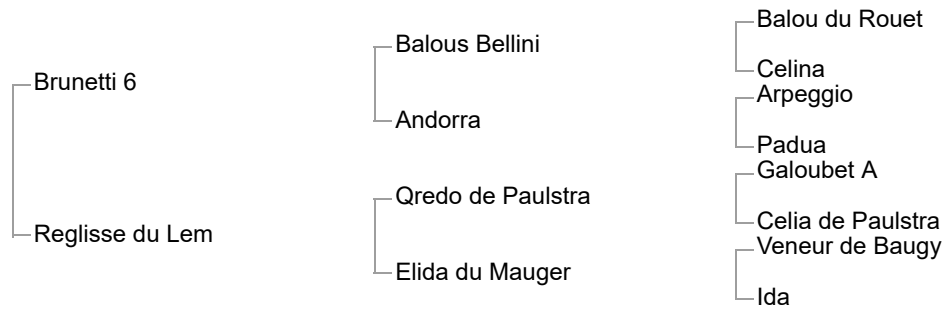 Balou du Rouet
Balous Bellini
Celina
Brunetti 6
Arpeggio
Andorra
Padua
Galoubet A
Qredo de Paulstra
Celia de Paulstra
Reglisse du Lem
Veneur de Baugy
Elida du Mauger
Ida